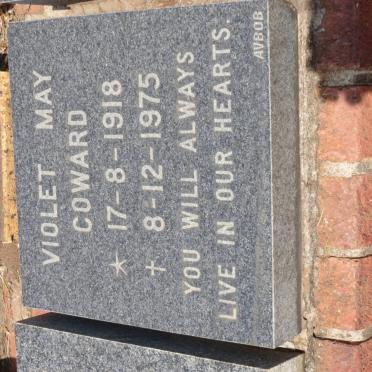 VIOLET MAY
COWARD
* 17-8-1918
+ 8-12-1975
YOU WILL ALWAYS
LIVE IN OUR HEARTS.
AVBOB